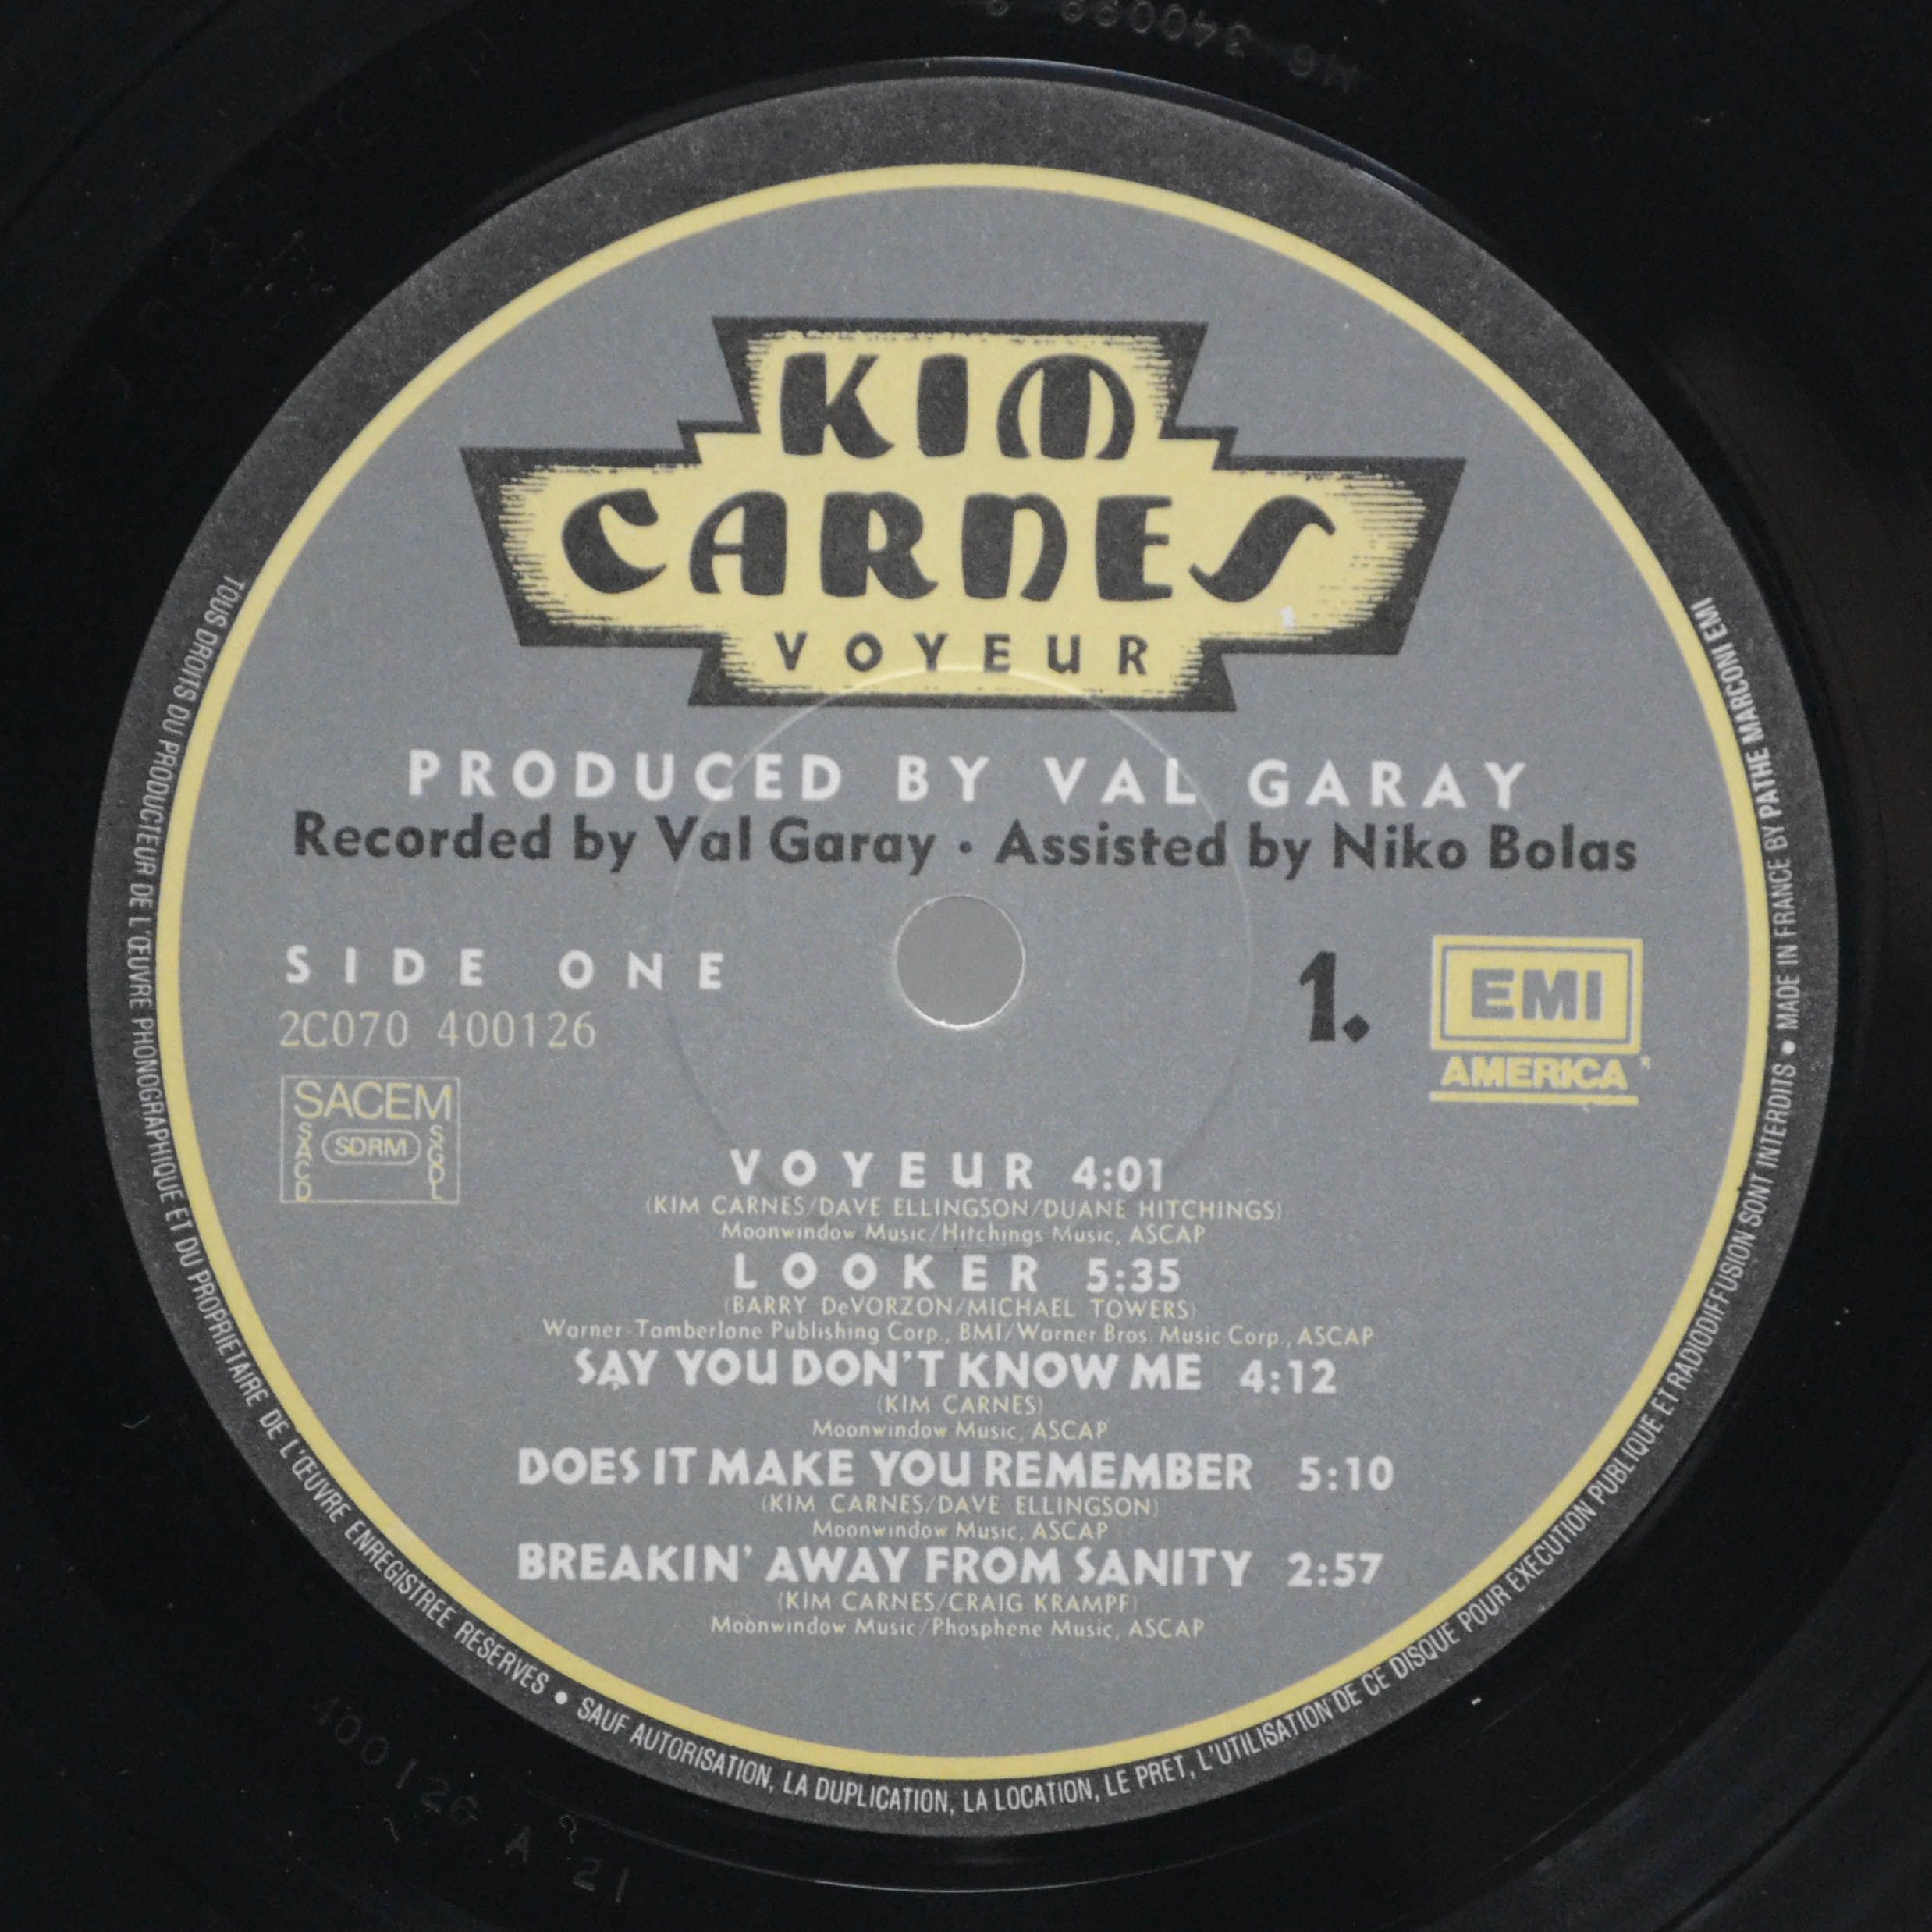 KIM
CARNES
VOYEUR
PRODUCED BY VAL GARAY
Recorded by Val Garay · Assisted by Niko Bolas
SIDE ONE
2C070 400126
1.
EMI
AMERICA
SACEM
SACD
SDRM
SGDL
VOYEUR 4:01
(KIM CARNES/DAVE ELLINGSON/DUANE HITCHINGS)
Moonwindow Music/Hitchings Music, ASCAP
LOOKER 5:35
(BARRY DeVORZON/MICHAEL TOWERS)
Warner-Tamberlane Publishing Corp., BMI/Warner Bros. Music Corp., ASCAP
SAY YOU DON'T KNOW ME 4:12
(KIM CARNES)
Moonwindow Music, ASCAP
DOES IT MAKE YOU REMEMBER 5:10
(KIM CARNES/DAVE ELLINGSON)
Moonwindow Music, ASCAP
BREAKIN' AWAY FROM SANITY 2:57
(KIM CARNES/CRAIG KRAMPF)
Moonwindow Music/Phosphene Music, ASCAP
TOUS DROITS DU PRODUCTEUR DE L'ŒUVRE PHONOGRAPHIQUE ET DU PROPRIETAIRE DE L'ŒUVRE ENREGISTREE RESERVES • SAUF AUTORISATION, LA DUPLICATION, LA LOCATION, LE PRET, L'UTILISATION DE CE DISQUE POUR EXECUTION PUBLIQUE ET RADIODIFFUSION SONT INTERDITS • MADE IN FRANCE BY PATHE MARCONI EMI
400126 A 21